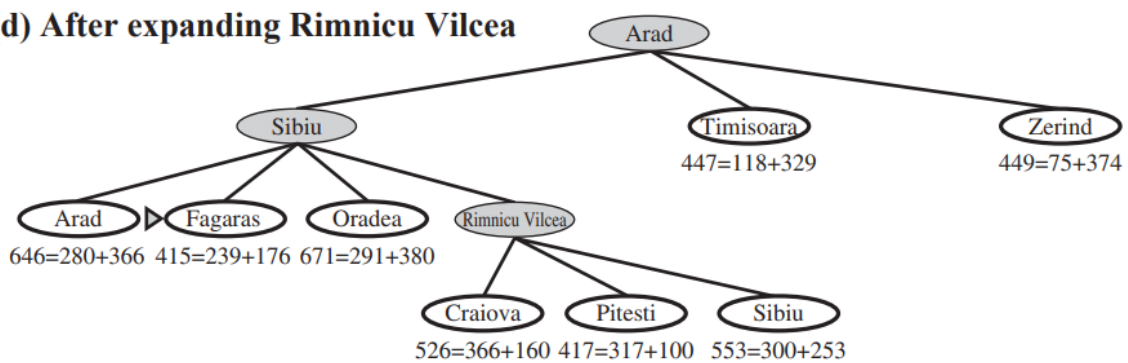 d) After expanding Rimnicu Vilcea
Arad
Sibiu
Timisoara
Zerind
447=118+329
449=75+374
Arad
Fagaras
Oradea
Rimnicu Vilcea
646=280+366
415=239+176
671=291+380
Craiova
Pitesti
Sibiu
526=366+160
417=317+100
553=300+253